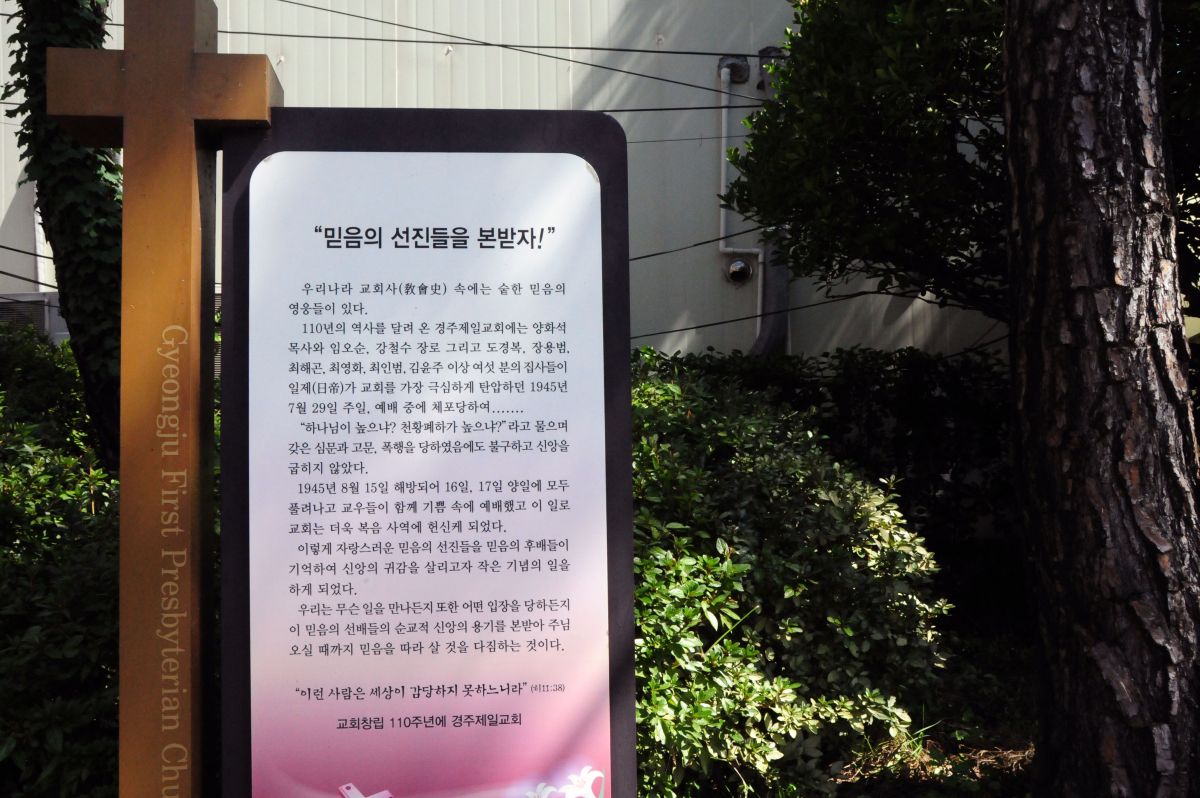 “믿음의 선진들을 본받자!”
우리나라 교회사(敎會史) 속에는 숱한 믿음의
영웅들이 있다.
110년의 역사를 달려 온 경주제일교회에는 양화석
목사와 임오순, 강철수 장로 그리고 도경복, 장용범,
최해곤, 최영화, 최인범, 김윤주 이상 여섯 분의 집사들이
일제(日帝)가 교회를 가장 극심하게 탄압하던 1945년
7월 29일 주일, 예배 중에 체포당하여.......
“하나님이 높으냐? 천황폐하가 높으냐?”라고 물으며
갖은 심문과 고문, 폭행을 당하였음에도 불구하고 신앙을
굽히지 않았다.
1945년 8월 15일 해방되어 16일, 17일 양일에 모두
풀려나고 교우들이 함께 기쁨 속에 예배했고 이 일로
교회는 더욱 복음 사역에 헌신케 되었다.
이렇게 자랑스러운 믿음의 선진들을 믿음의 후배들이
기억하여 신앙의 귀감을 살리고자 작은 기념의 일을
하게 되었다.
우리는 무슨 일을 만나든지 또한 어떤 입장을 당하든지
이 믿음의 선배들의 순교적 신앙의 용기를 본받아 주님
오실 때까지 믿음을 따라 살 것을 다짐하는 것이다.
“이런 사람은 세상이 감당하지 못하느니라” (히11:38)
교회창립 110주년에 경주제일교회
Gyeongju First Presbyterian Chu